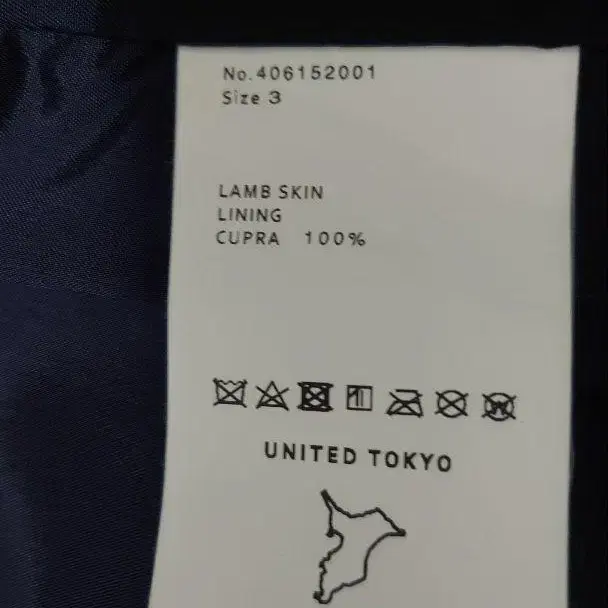 No.406152001
Size 3
LAMB SKIN
LINING
CUPRA 100%
UNITED TOKYO